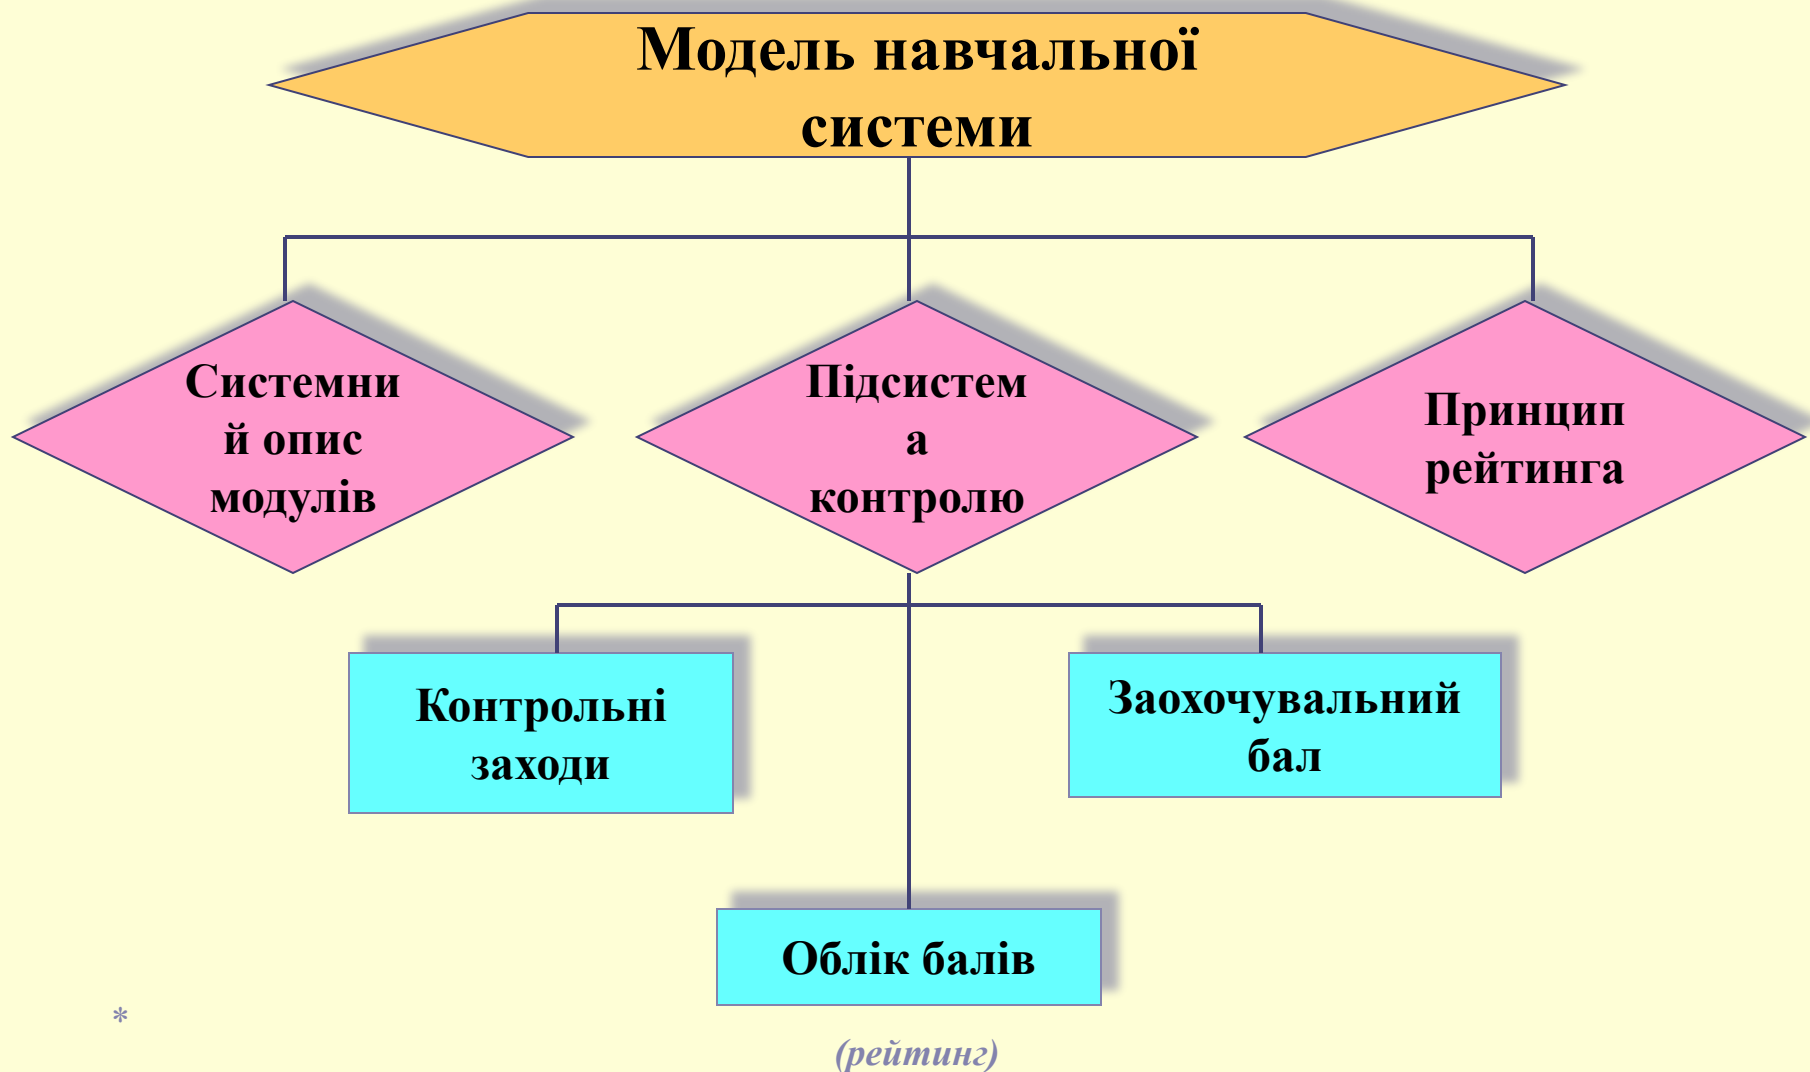 Модель навчальної
системи
Системни
й опис
модулів
Підсистем
а
контролю
Принцип
рейтинга
Контрольні
заходи
Заохочувальний
бал
Облік балів
*
(рейтинг)